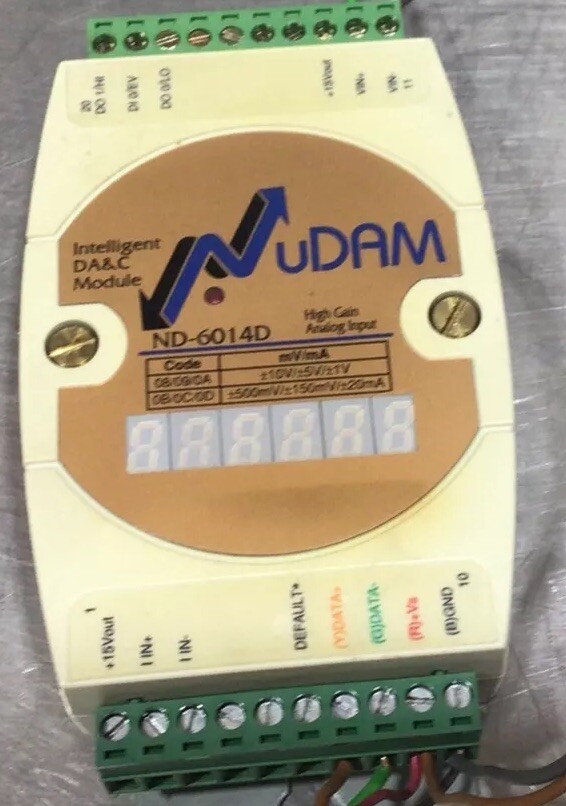 20
DO 1/HI
DI 0/EV
DO 0/LO
+15Vout
VIN+
VIN-
11
Intelligent
DA&C
Module
NuDAM
ND-6014D
High Gain
Analog Input
Code mV/mA
08/09/0A ±10V/±5V/±1V
0B/0C/0D ±500mV/±150mV/±20mA
1
+15Vout
I IN+
I IN-
DEFAULT*
(Y)DATA+
(G)DATA-
(R)+Vs
(B)GND
10